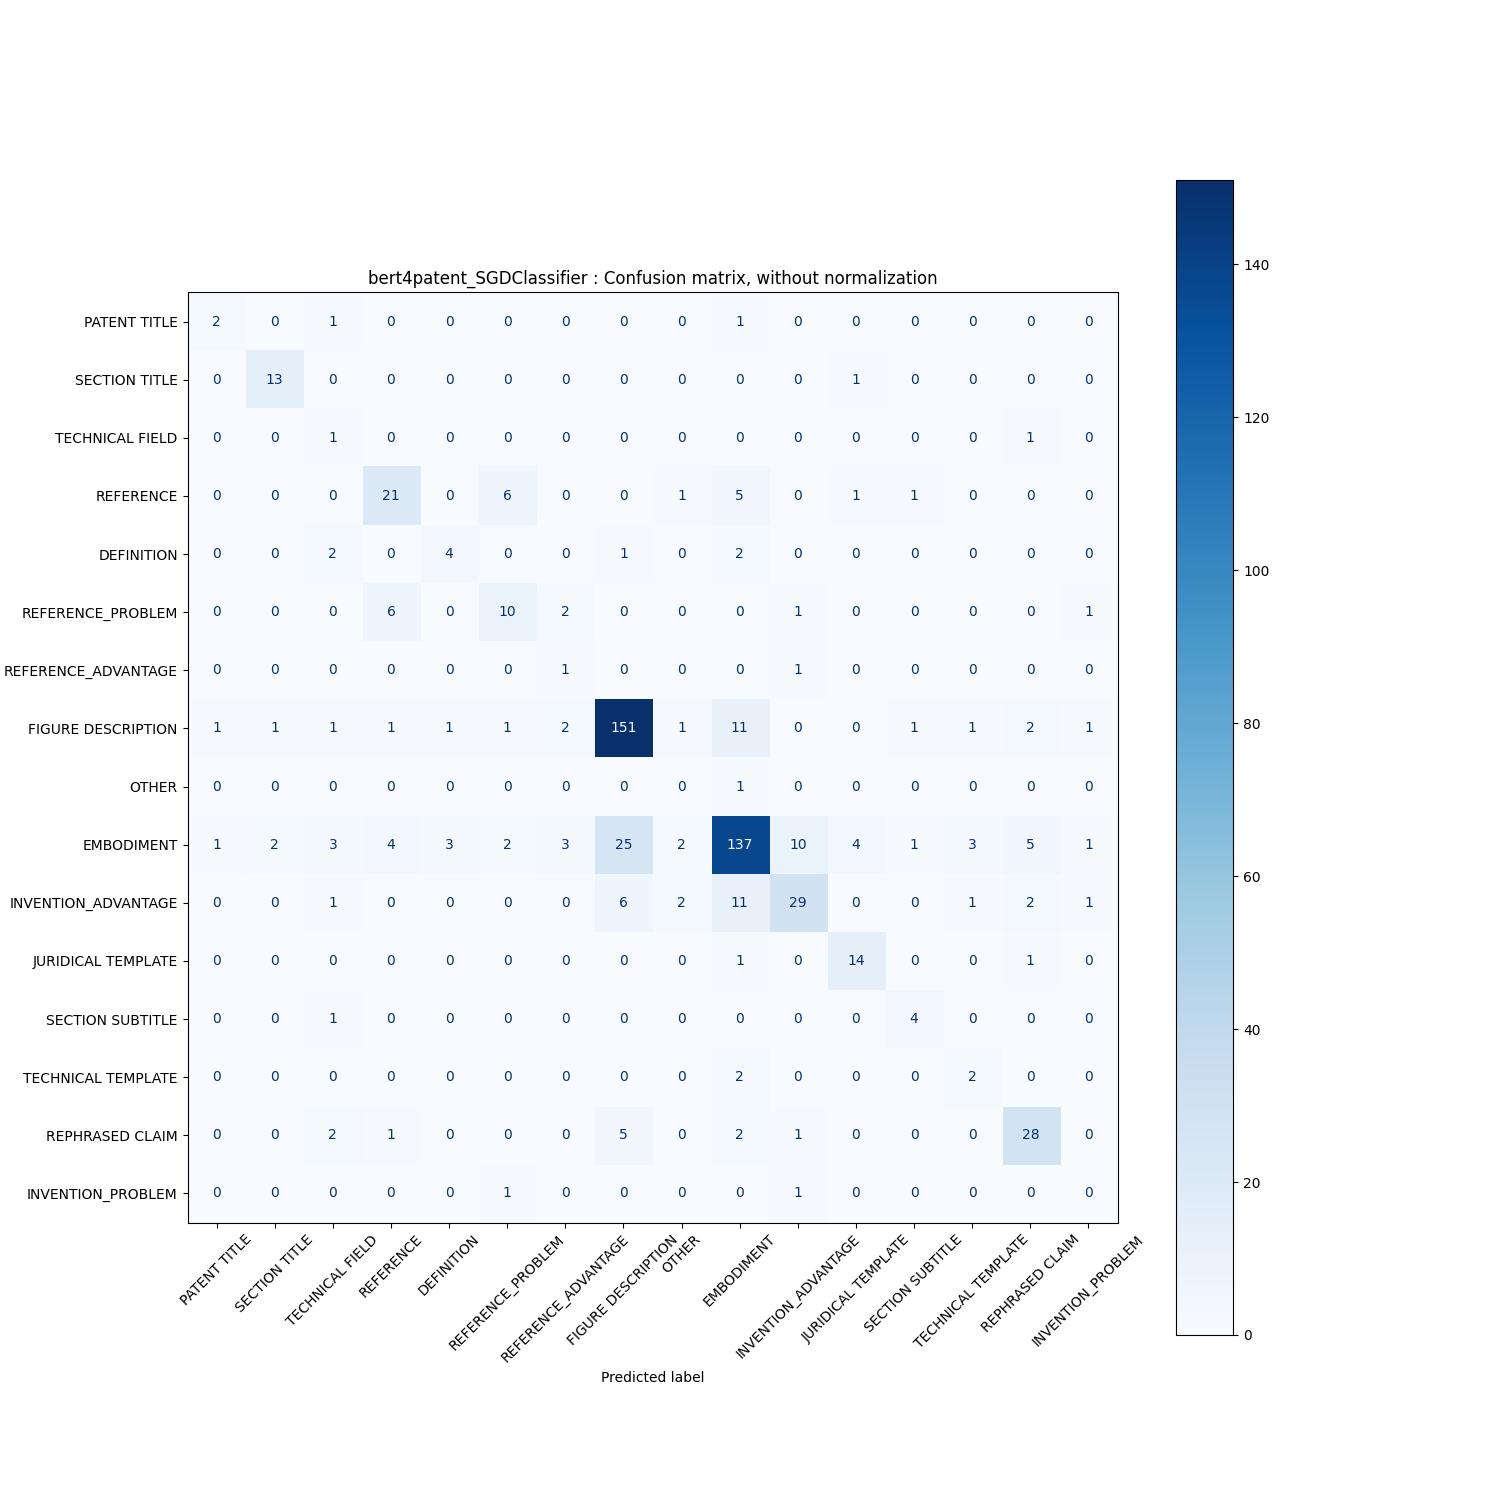 bert4patent_SGDClassifier : Confusion matrix, without normalization
PATENT TITLE 2 0 1 0 0 0 0 0 0 1 0 0 0 0 0 0
SECTION TITLE 0 13 0 0 0 0 0 0 0 0 0 1 0 0 0 0
TECHNICAL FIELD 0 0 1 0 0 0 0 0 0 0 0 0 0 0 1 0
REFERENCE 0 0 0 21 0 6 0 0 1 5 0 1 1 0 0 0
DEFINITION 0 0 2 0 4 0 0 1 0 2 0 0 0 0 0 0
REFERENCE_PROBLEM 0 0 0 6 0 10 2 0 0 0 1 0 0 0 0 1
REFERENCE_ADVANTAGE 0 0 0 0 0 0 1 0 0 0 1 0 0 0 0 0
FIGURE DESCRIPTION 1 1 1 1 1 1 2 151 1 11 0 0 1 1 2 1
OTHER 0 0 0 0 0 0 0 0 0 1 0 0 0 0 0 0
EMBODIMENT 1 2 3 4 3 2 3 25 2 137 10 4 1 3 5 1
INVENTION_ADVANTAGE 0 0 1 0 0 0 0 6 2 11 29 0 0 1 2 1
JURIDICAL TEMPLATE 0 0 0 0 0 0 0 0 0 1 0 14 0 0 1 0
SECTION SUBTITLE 0 0 1 0 0 0 0 0 0 0 0 0 4 0 0 0
TECHNICAL TEMPLATE 0 0 0 0 0 0 0 0 0 2 0 0 0 2 0 0
REPHRASED CLAIM 0 0 2 1 0 0 0 5 0 2 1 0 0 0 28 0
INVENTION_PROBLEM 0 0 0 0 0 1 0 0 0 0 1 0 0 0 0 0
PATENT TITLE
SECTION TITLE
TECHNICAL FIELD
REFERENCE
DEFINITION
REFERENCE_PROBLEM
REFERENCE_ADVANTAGE
FIGURE DESCRIPTION
OTHER
EMBODIMENT
INVENTION_ADVANTAGE
JURIDICAL TEMPLATE
SECTION SUBTITLE
TECHNICAL TEMPLATE
REPHRASED CLAIM
INVENTION_PROBLEM
Predicted label
140
120
100
80
60
40
20
0